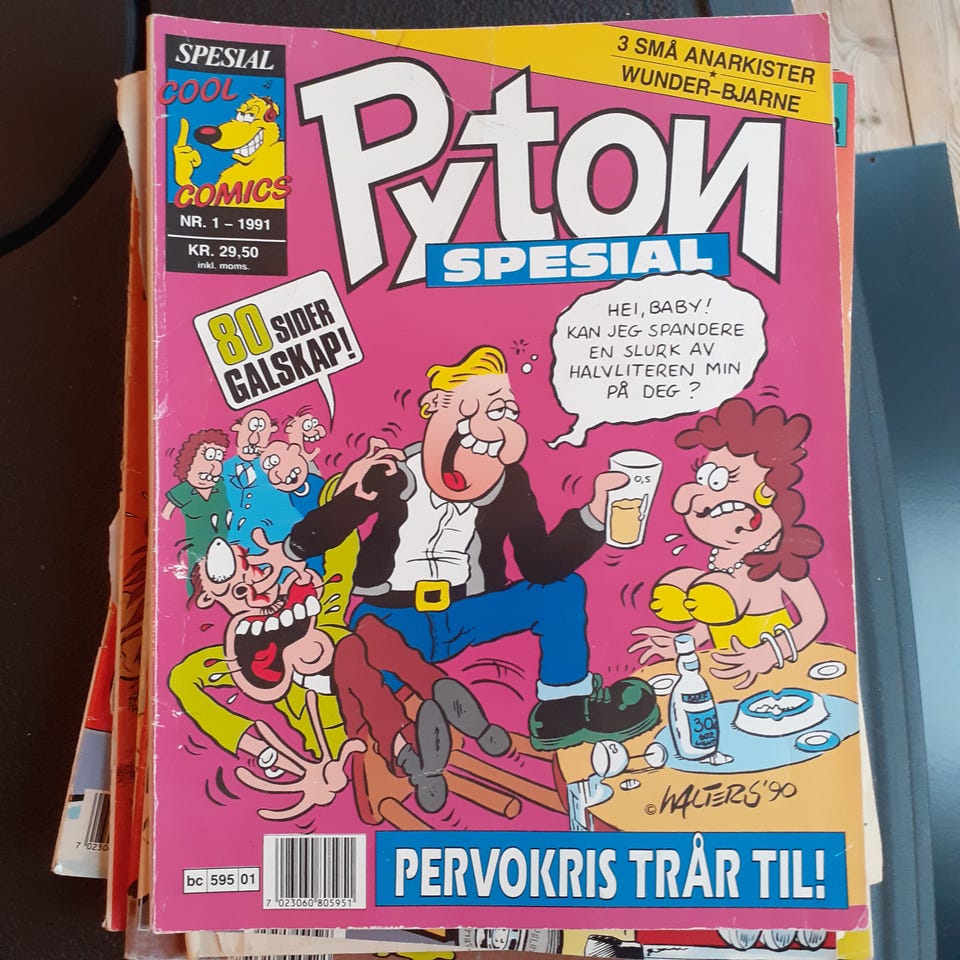 SPESIAL
COOL
COMICS
NR. 1 – 1991
KR. 29,50
inkl. moms.
3 SMÅ ANARKISTER
WUNDER-BJARNE
Pyton
SPESIAL
80 SIDER
GALSKAP!
HEI, BABY!
KAN JEG SPANDERE
EN SLURK AV
HALVLITEREN MIN
PÅ DEG ?
0,5
© WALTERS '90
bc 595 01
7 023060 805951
PERVOKRIS TRÅR TIL!
7 0230